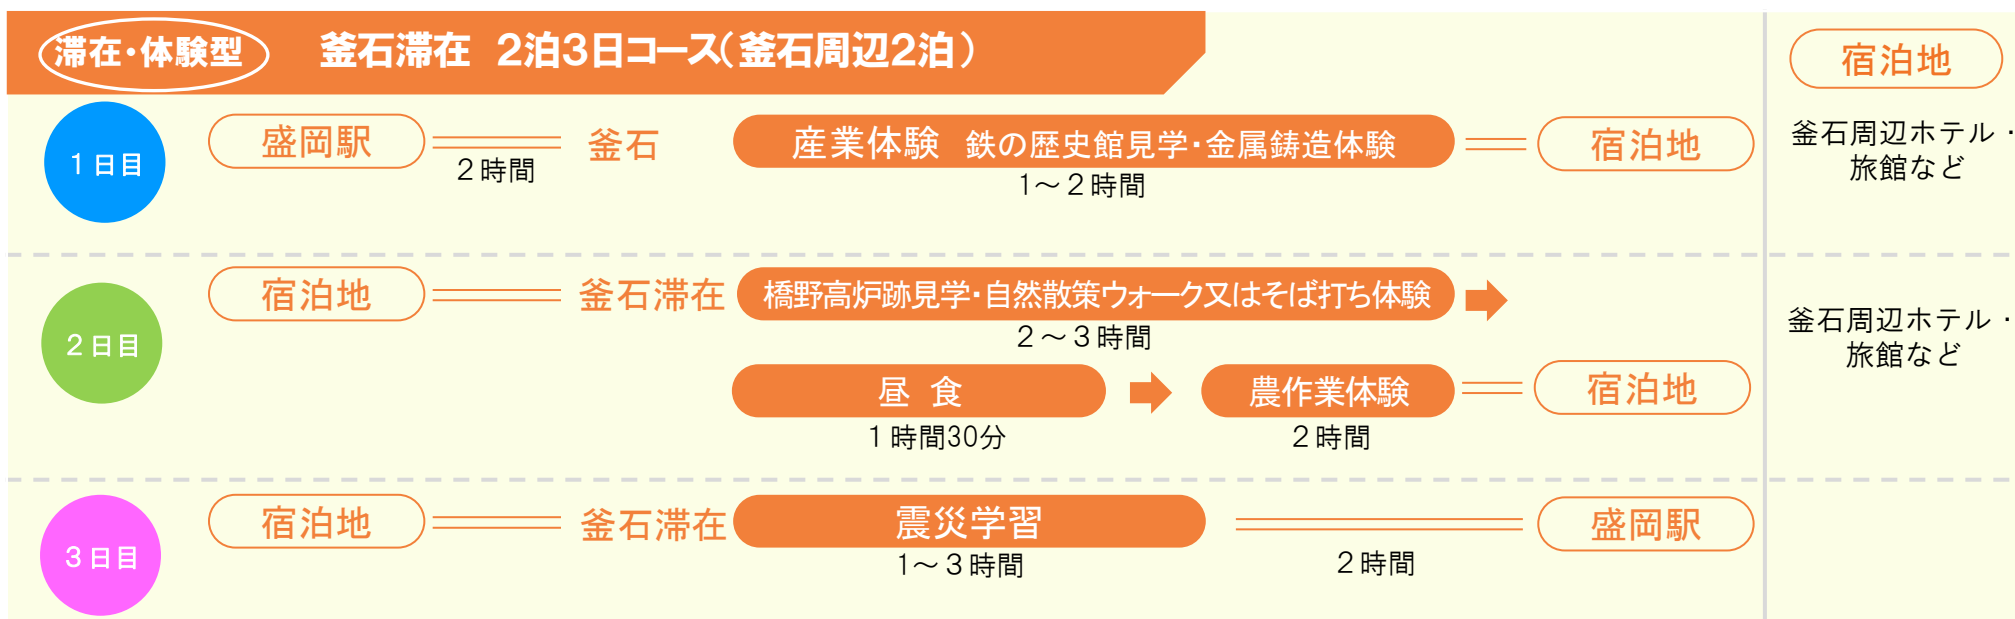 滞在・体験型 釜石滞在 2泊3日コース(釜石周辺2泊)
宿泊地
1日目
盛岡駅
2時間
釜石
産業体験 鉄の歴史館見学・金属鋳造体験
1～2時間
宿泊地
釜石周辺ホテル・
旅館など
2日目
宿泊地
釜石滞在
橋野高炉跡見学・自然散策ウォーク又はそば打ち体験
2～3時間
昼 食
1時間30分
農作業体験
2時間
宿泊地
釜石周辺ホテル・
旅館など
3日目
宿泊地
釜石滞在
震災学習
1～3時間
2時間
盛岡駅